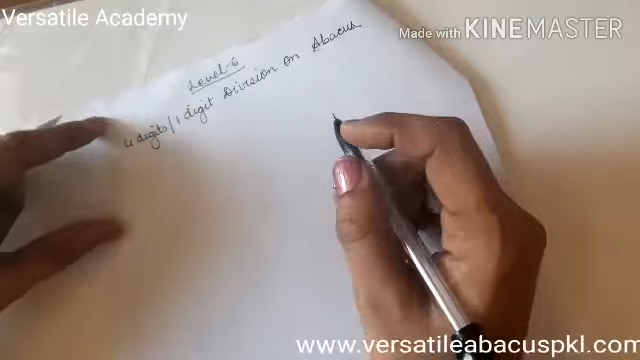 Versatile Academy
Made with KINEMASTER
Level-6
4 digits/1 digit Division on Abacus
www.versatileabacuspkl.com